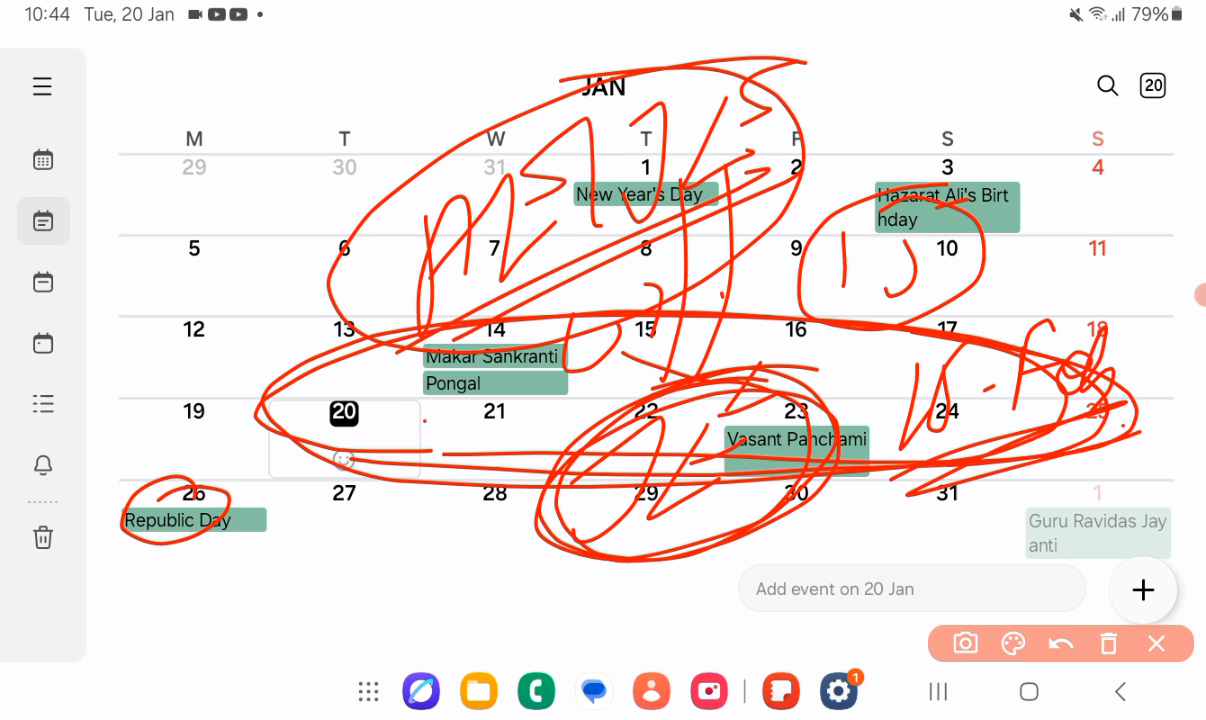 10:44 Tue, 20 Jan 79%
JAN 20
M T W T F S S
29 30 31 1 2 3 4
New Year's Day Hazarat Ali's Birt
hday
5 6 7 8 9 10 11
12 13 14 15 16 17 18
Makar Sankranti
Pongal
19 20 21 22 23 24 25
Vasant Panchami
26 27 28 29 30 31 1
Republic Day Guru Ravidas Jay
anti
Add event on 20 Jan
1